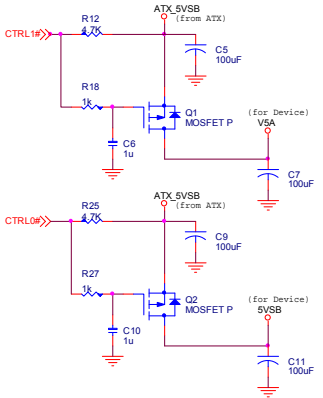 ATX_5VSB
(from ATX)
R12
4.7K
CTRL1#
C5
100uF
R18
1k
Q1
MOSFET P
(for Device)
V5A
C6
1u
C7
100uF
ATX_5VSB
(from ATX)
R25
4.7K
CTRL0#
C9
100uF
R27
1k
Q2
MOSFET P
(for Device)
5VSB
C10
1u
C11
100uF